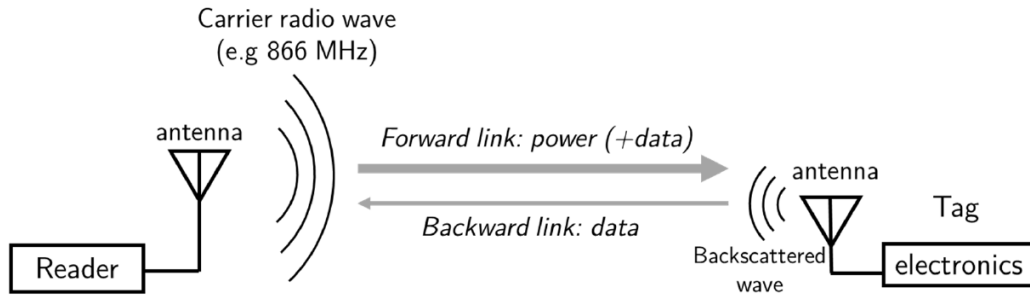 Carrier radio wave
(e.g 866 MHz)
antenna
Forward link: power (+data)
antenna
Backward link: data
Tag
Backscattered
wave
Reader
electronics